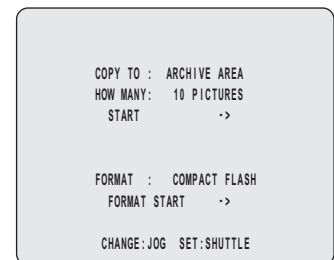 COPY TO : ARCHIVE AREA
HOW MANY: 10 PICTURES
START ->
FORMAT : COMPACT FLASH
FORMAT START ->
CHANGE:JOG SET:SHUTTLE